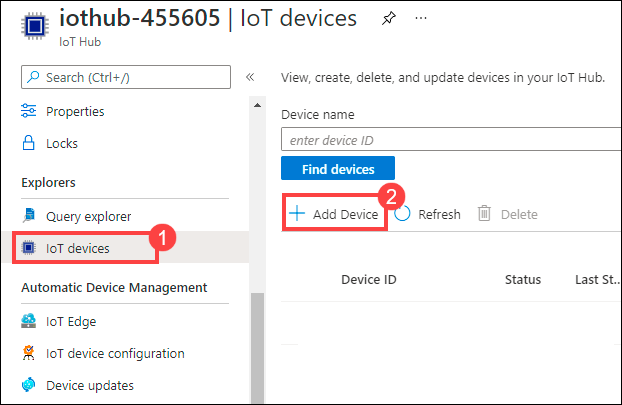 iothub-455605 | IoT devices ...
IoT Hub
Search (Ctrl+/) «
Properties
Locks
Explorers
Query explorer
IoT devices 1
Automatic Device Management
IoT Edge
IoT device configuration
Device updates
View, create, delete, and update devices in your IoT Hub.
Device name
enter device ID
Find devices
2
+ Add Device Refresh Delete
Device ID Status Last St...